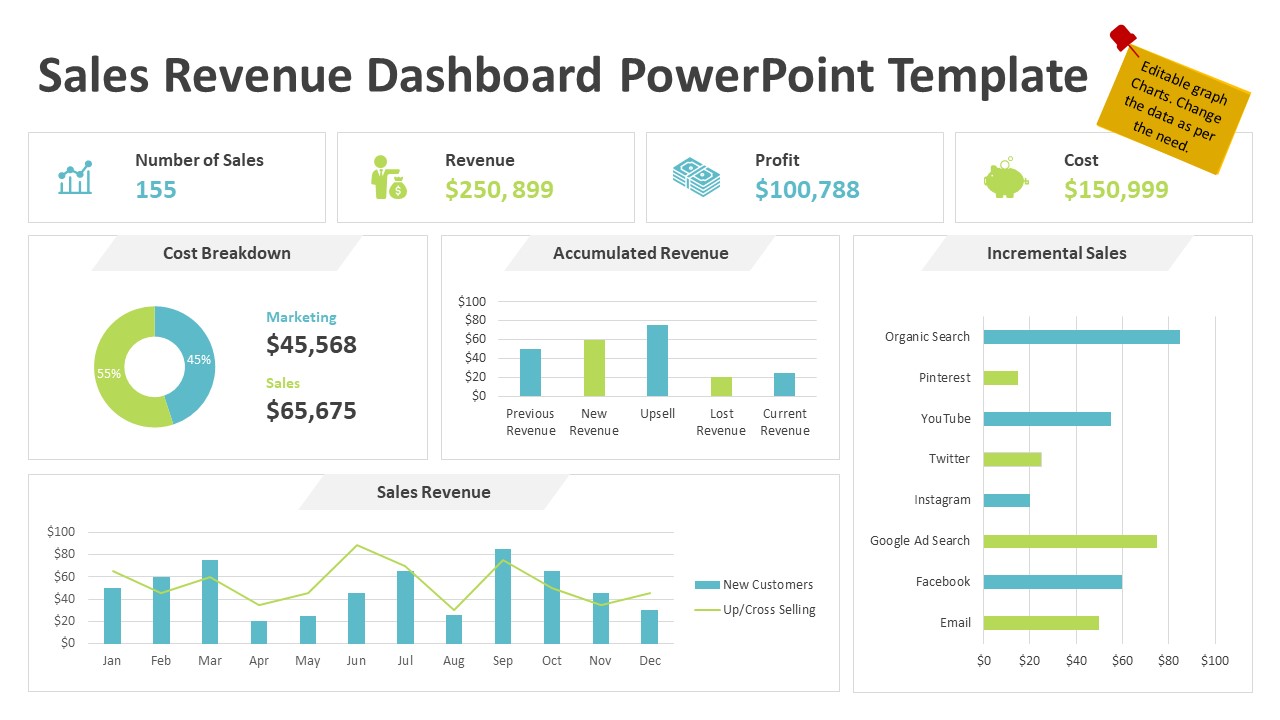 Sales Revenue Dashboard PowerPoint Template
Editable graph
Charts. Change
the data as per
the need.
Number of Sales
155
Revenue
$250, 899
Profit
$100,788
Cost
$150,999
Cost Breakdown
55%
45%
Marketing
$45,568
Sales
$65,675
Accumulated Revenue
$100
$80
$60
$40
$20
$0
Previous Revenue
New Revenue
Upsell
Lost Revenue
Current Revenue
Incremental Sales
Organic Search
Pinterest
YouTube
Twitter
Instagram
Google Ad Search
Facebook
Email
$0 $20 $40 $60 $80 $100
Sales Revenue
$100
$80
$60
$40
$20
$0
Jan Feb Mar Apr May Jun Jul Aug Sep Oct Nov Dec
New Customers
Up/Cross Selling